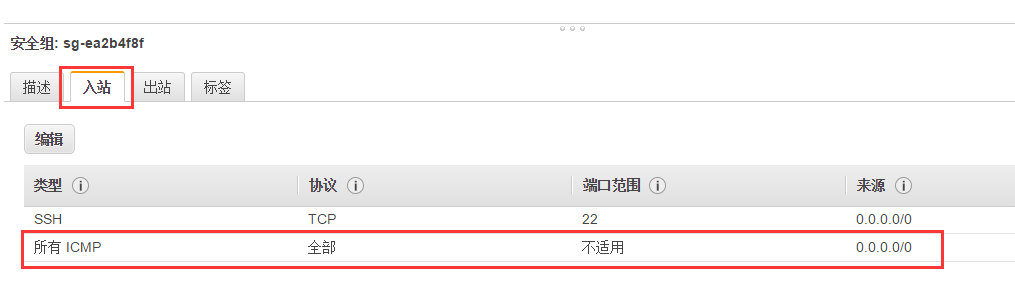 安全组: sg-ea2b4f8f
描述 入站 出站 标签
编辑
类型 协议 端口范围 来源
SSH TCP 22 0.0.0.0/0
所有 ICMP 全部 不适用 0.0.0.0/0